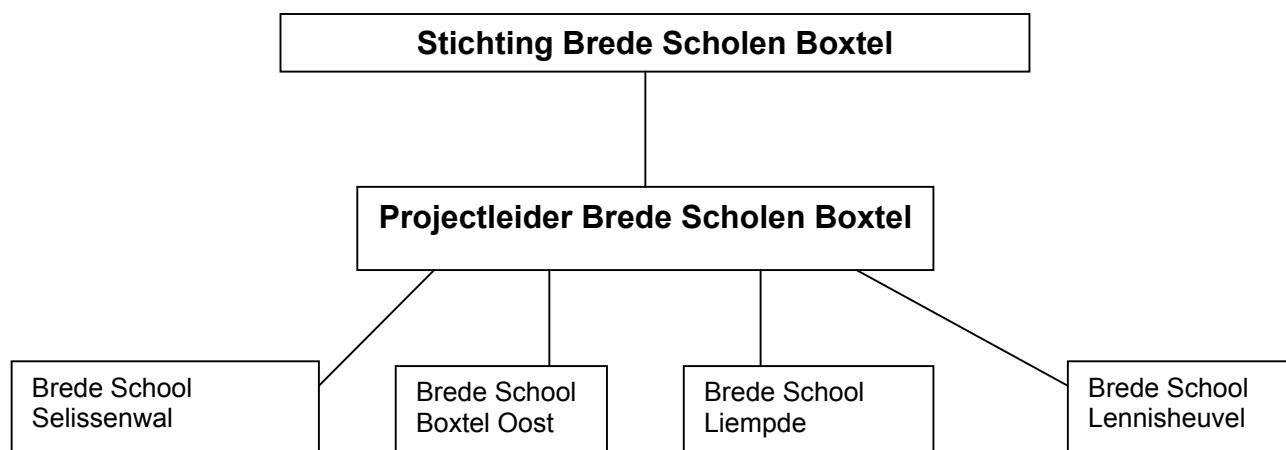 Stichting Brede Scholen Boxtel
Projectleider Brede Scholen Boxtel
Brede School
Selissenwal
Brede School
Boxtel Oost
Brede School
Liempde
Brede School
Lennisheuvel